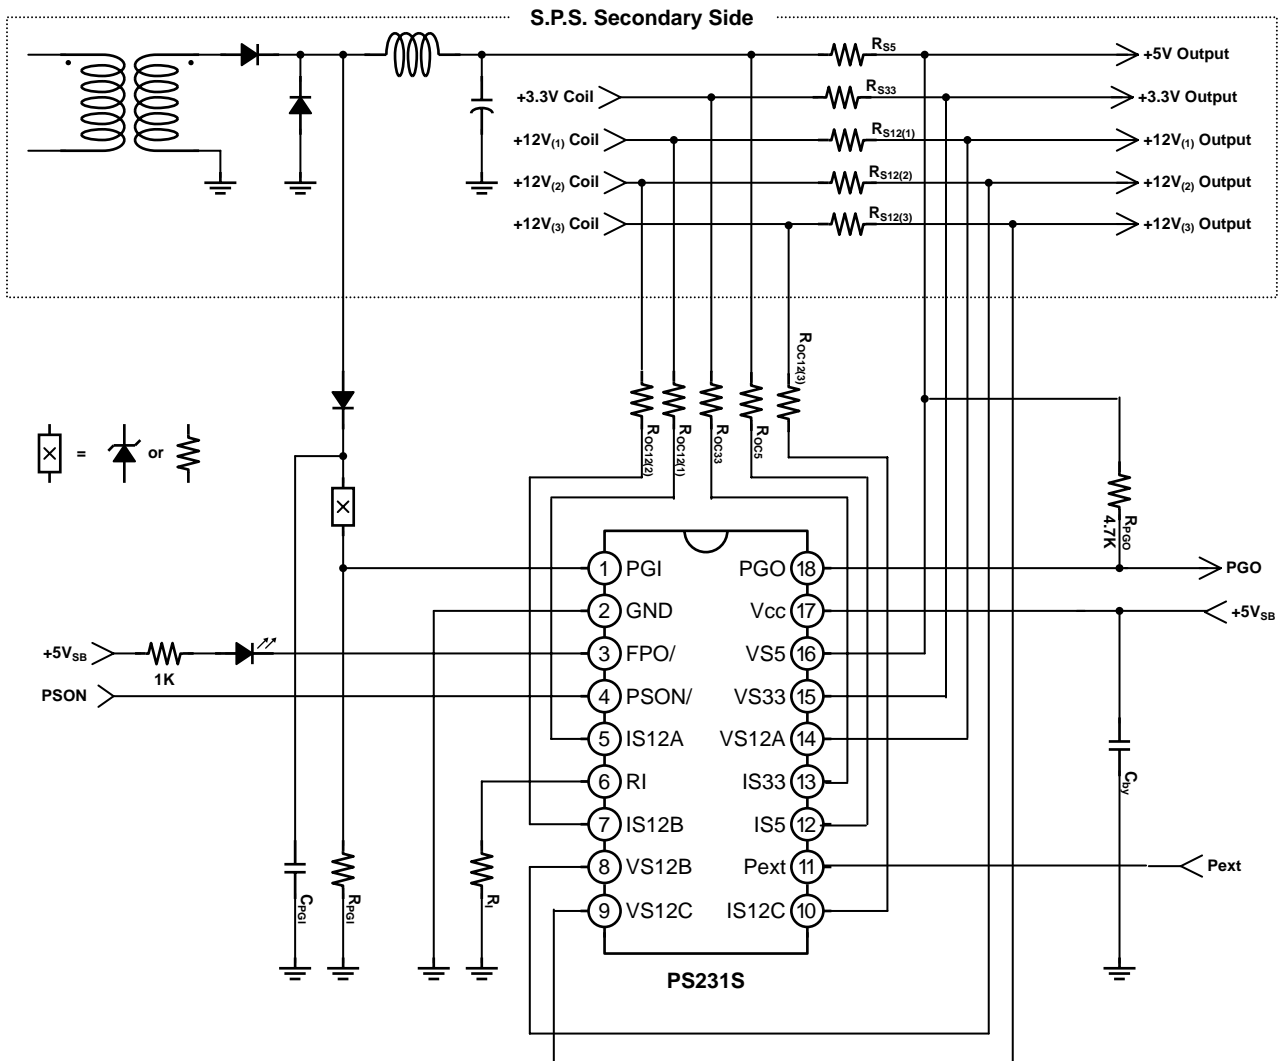 S.P.S. Secondary Side
RS5
+5V Output
+3.3V Coil
RS33
+3.3V Output
+12V(1) Coil
RS12(1)
+12V(1) Output
+12V(2) Coil
RS12(2)
+12V(2) Output
+12V(3) Coil
RS12(3)
+12V(3) Output
ROC12(3)
ROC12(2)
ROC12(1)
ROC33
ROC5
= or
RPGO
4.7K
1 PGI
PGO 18
PGO
2 GND
Vcc 17
+5VSB
+5VSB
1K
3 FPO/
VS5 16
PSON
4 PSON/
VS33 15
5 IS12A
VS12A 14
6 RI
IS33 13
Cby
7 IS12B
IS5 12
8 VS12B
Pext 11
Pext
CPGI
RPGI
RI
9 VS12C
IS12C 10
PS231S